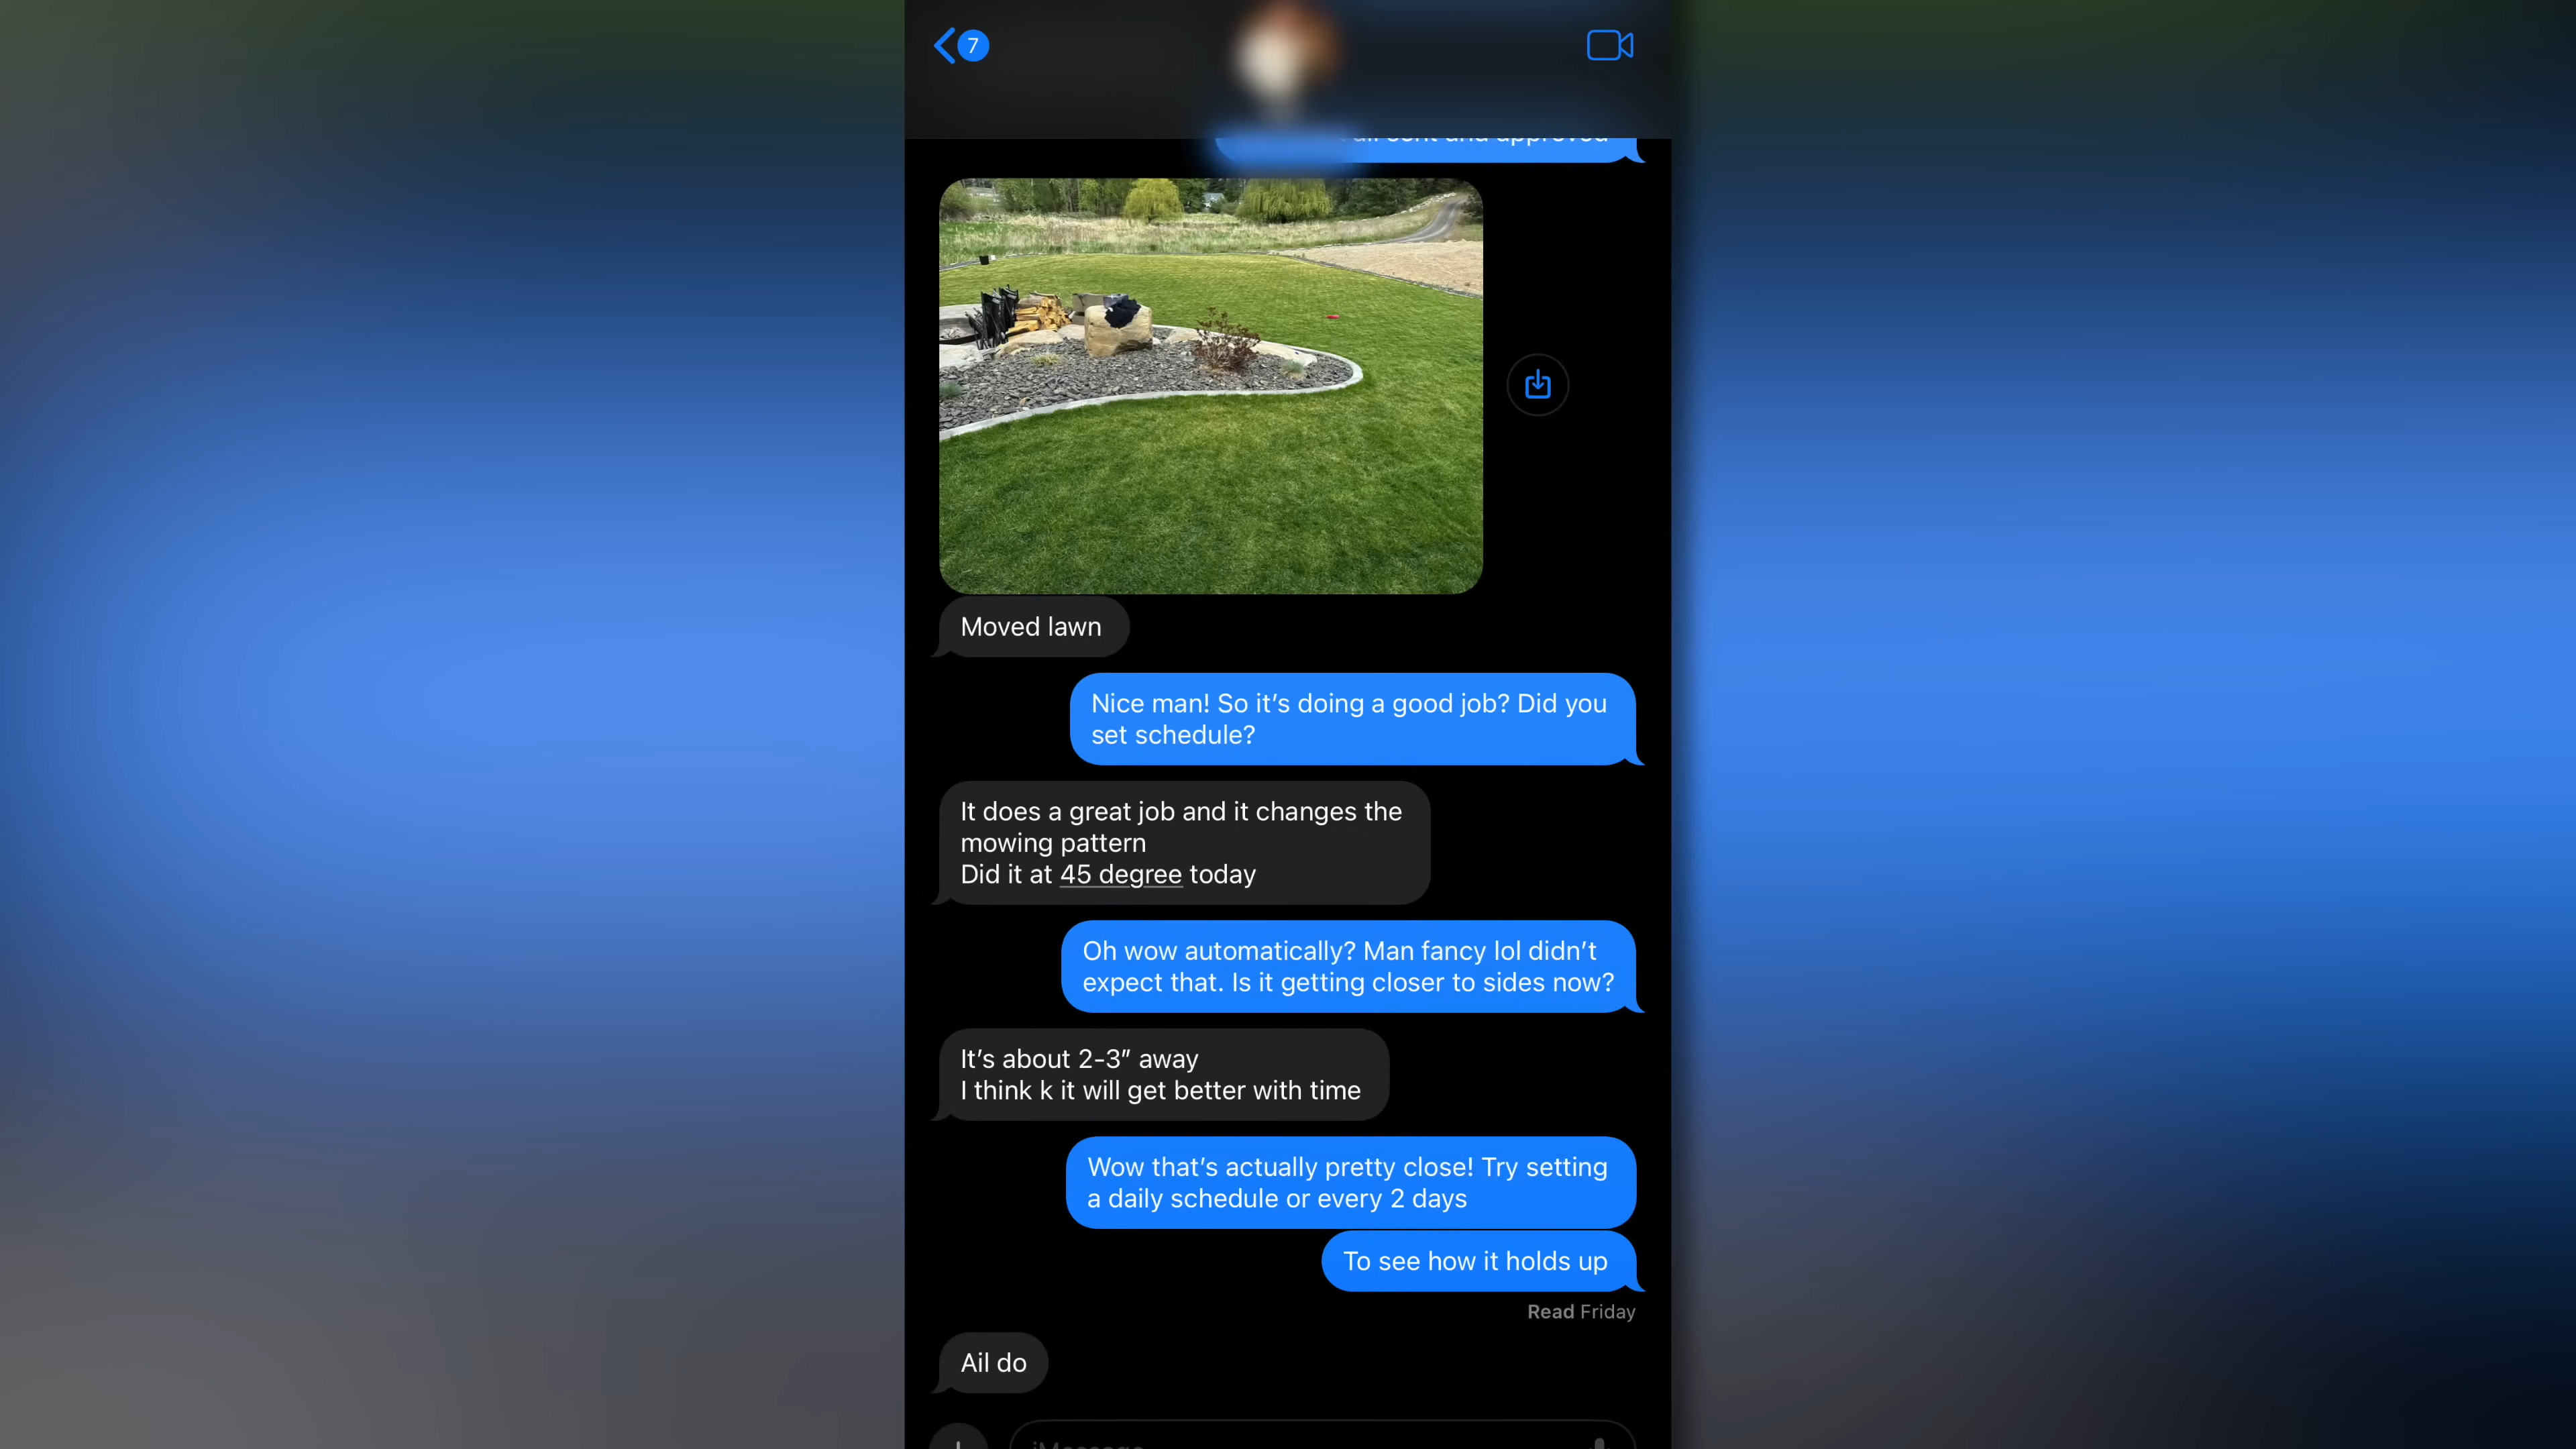 7
sent and approved
Moved lawn
Nice man! So it's doing a good job? Did you
set schedule?
It does a great job and it changes the
mowing pattern
Did it at 45 degree today
Oh wow automatically? Man fancy lol didn't
expect that. Is it getting closer to sides now?
It's about 2-3” away
I think k it will get better with time
Wow that's actually pretty close! Try setting
a daily schedule or every 2 days
To see how it holds up
Read Friday
Ail do
iMessage